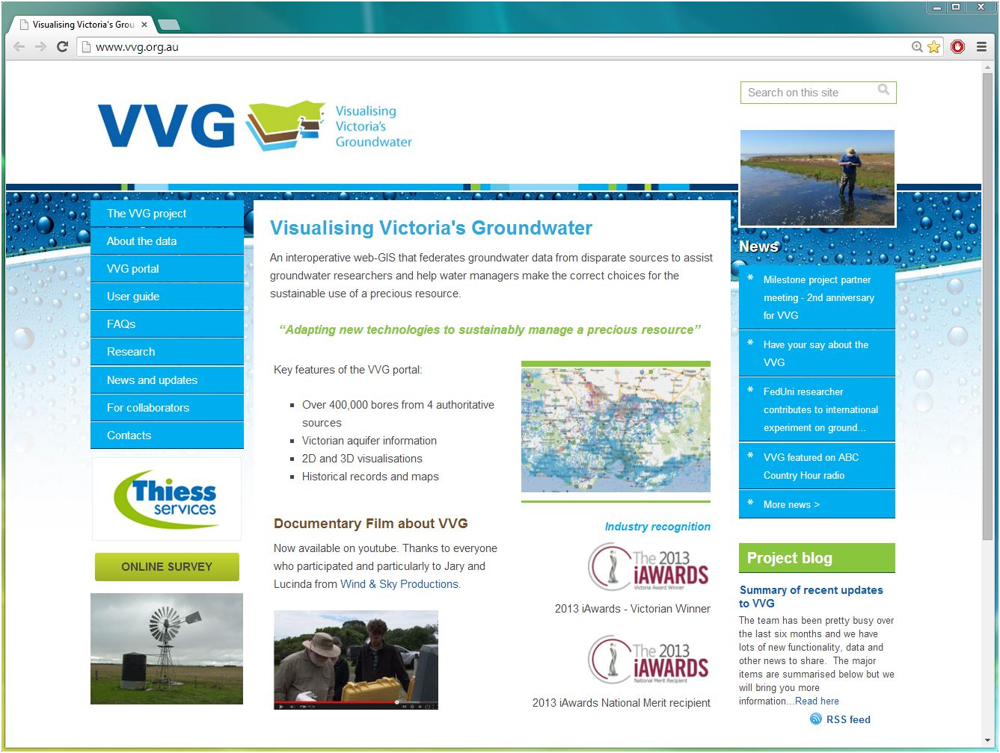 Visualising Victoria's Grou
www.vvg.org.au
VVG
Visualising
Victoria's
Groundwater
Search on this site
The VVG project
About the data
VVG portal
User guide
FAQs
Research
News and updates
For collaborators
Contacts
Thiess
services
ONLINE SURVEY
Visualising Victoria's Groundwater
An interoperative web-GIS that federates groundwater data from disparate sources to assist
groundwater researchers and help water managers make the correct choices for the
sustainable use of a precious resource.
“Adapting new technologies to sustainably manage a precious resource”
Key features of the VVG portal:
Over 400,000 bores from 4 authoritative
sources
Victorian aquifer information
2D and 3D visualisations
Historical records and maps
Documentary Film about VVG
Now available on youtube. Thanks to everyone
who participated and particularly to Jary and
Lucinda from Wind & Sky Productions.
Industry recognition
The 2013
iAWARDS
Victoria Award Winner
2013 iAwards - Victorian Winner
The 2013
iAWARDS
National Merit Recipient
2013 iAwards National Merit recipient
News
* Milestone project partner
meeting - 2nd anniversary
for VVG
* Have your say about the
VVG
* FedUni researcher
contributes to international
experiment on ground...
* VVG featured on ABC
Country Hour radio
* More news >
Project blog
Summary of recent updates
to VVG
The team has been pretty busy over
the last six months and we have
lots of new functionality, data and
other news to share. The major
items are summarised below but we
will bring you more
information...Read here
RSS feed